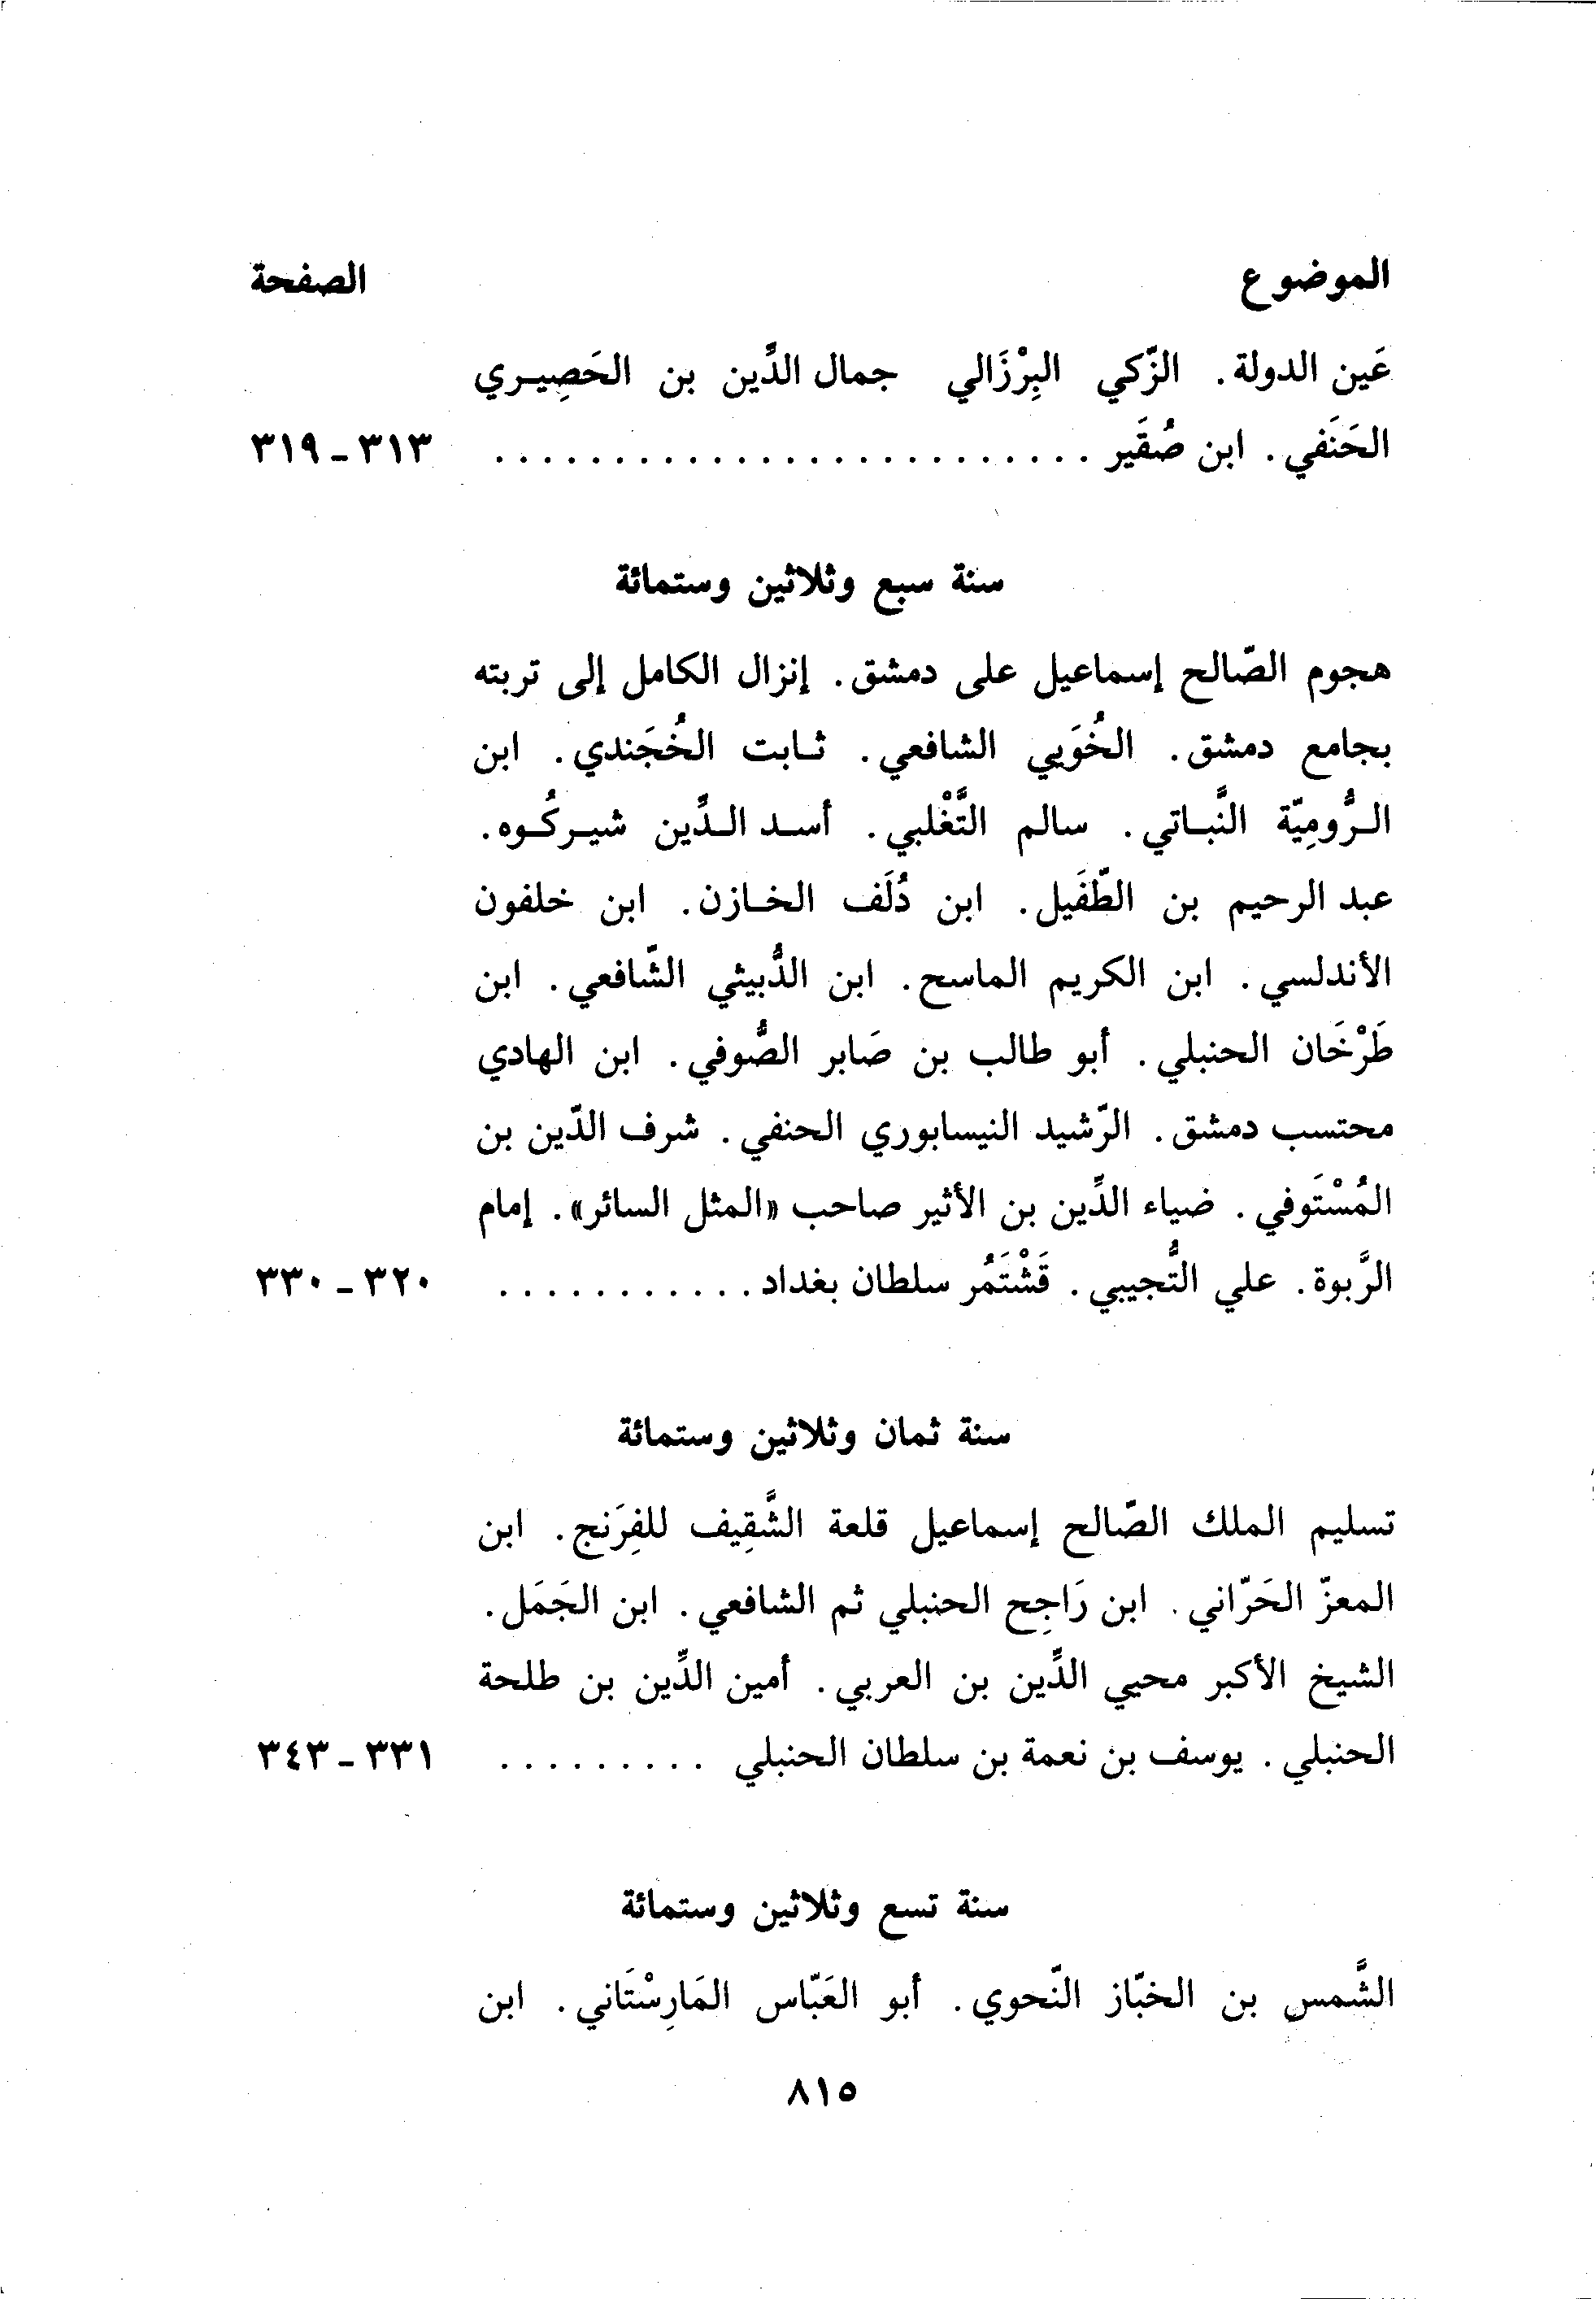 الموضوع الصفحة
عَين الدولة. الزّكي البِرْزَالي جمال الدِّين بن الحَصِيري
الحَنَفي. ابن صُقَير . . . . . . . . . . . . . . . . . . . . . . . . . ٣١٣ - ٣١٩
سنة سبع وثلاثين وستمائة
هجوم الصّالح إسماعيل على دمشق. إنزال الكامل إلى تربته
بجامع دمشق. الخُوَيي الشافعي. ثابت الخُجَندي. ابن
الرُّومِيّة النَّباتي. سالم التَّغْلبي. أسد الدِّين شيركُوه.
عبد الرحيم بن الطّفَيل. ابن دُلَف الخازن. ابن خلفون
الأندلسي. ابن الكريم الماسح. ابن الدُّبيثي الشّافعي. ابن
طَرْخَان الحنبلي. أبو طالب بن صَابر الصُّوفي. ابن الهادي
محتسب دمشق. الرّشيد النيسابوري الحنفي. شرف الدّين بن
المُسْتَوفي. ضياء الدِّين بن الأثير صاحب «المثل السائر». إمام
الرَّبوة. علي التُّجيبي. قَشْتَمُر سلطان بغداد . . . . . . . . . . . ٣٢٠ - ٣٣٠
سنة ثمان وثلاثين وستمائة
تسليم الملك الصّالح إسماعيل قلعة الشَّقِيف للفِرَنج. ابن
المعزّ الحَرّاني. ابن رَاجِح الحنبلي ثم الشافعي. ابن الجَمَل.
الشيخ الأكبر محيي الدِّين بن العربي. أمين الدِّين بن طلحة
الحنبلي. يوسف بن نعمة بن سلطان الحنبلي . . . . . . . . . ٣٣١ - ٣٤٣
سنة تسع وثلاثين وستمائة
الشَّمس بن الخبّاز النّحوي. أبو العَبّاس المَارِسْتَاني. ابن
٨١٥